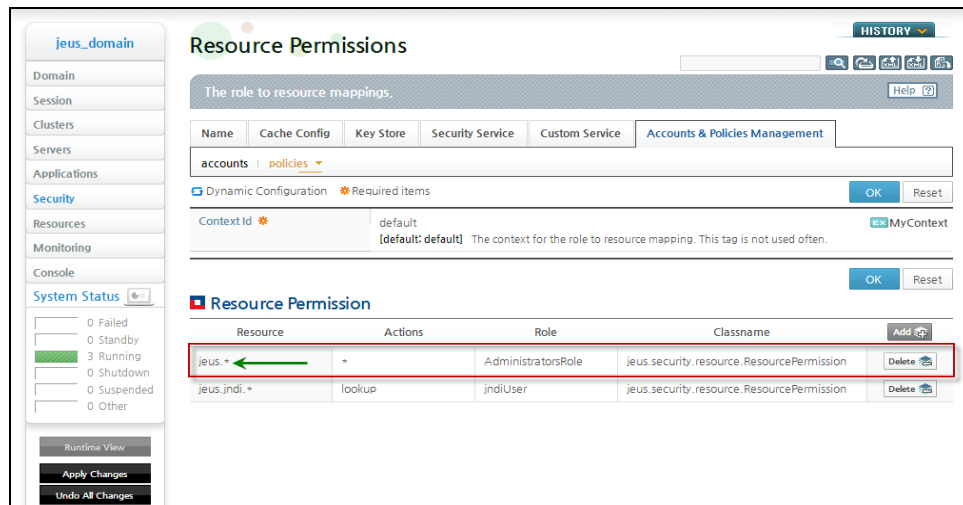 jeus_domain
Domain
Session
Clusters
Servers
Applications
Security
Resources
Monitoring
Console
System Status
0 Failed
0 Standby
3 Running
0 Shutdown
0 Suspended
0 Other
Runtime View
Apply Changes
Undo All Changes
HISTORY
Resource Permissions
The role to resource mappings.
Help [?]
Name Cache Config Key Store Security Service Custom Service Accounts & Policies Management
accounts | policies
Dynamic Configuration Required items OK Reset
Context Id default EX MyContext
[default: default] The context for the role to resource mapping. This tag is not used often.
OK Reset
Resource Permission
Resource Actions Role Classname Add
jeus.* * AdministratorsRole jeus.security.resource.ResourcePermission Delete
jeus.jndi.* lookup jndiUser jeus.security.resource.ResourcePermission Delete